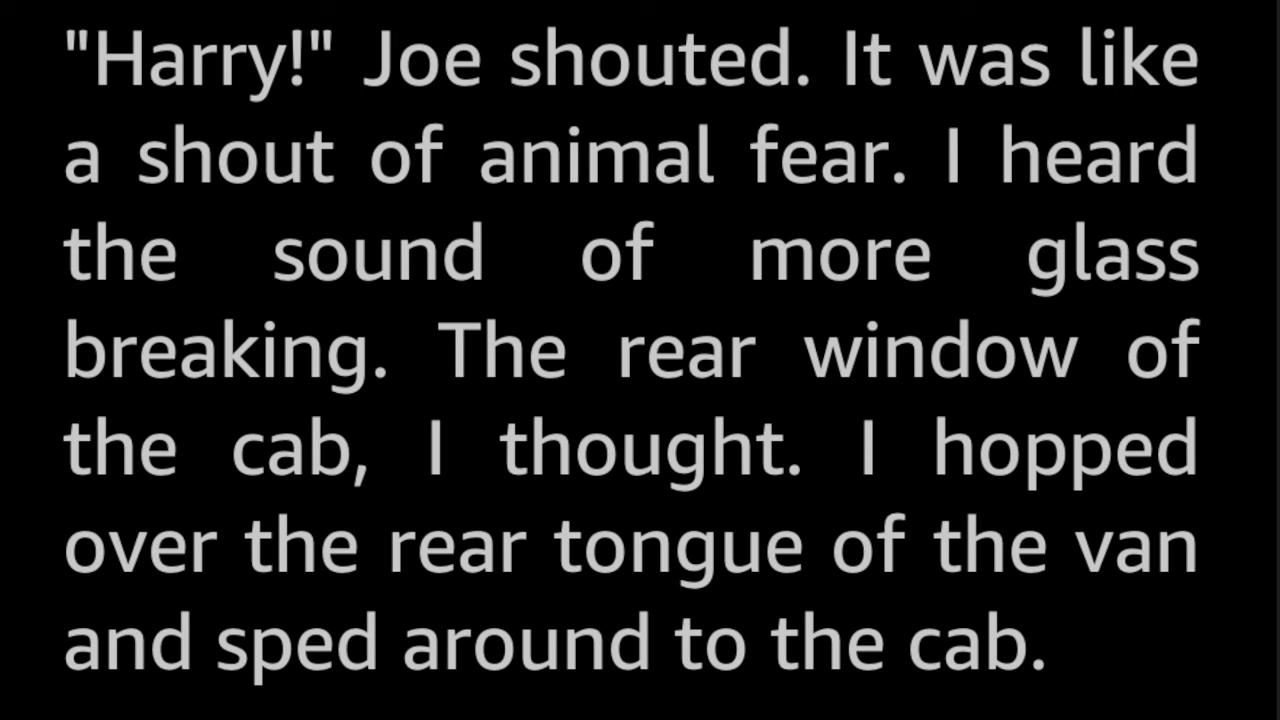 "Harry!" Joe shouted. It was like
a shout of animal fear. I heard
the sound of more glass
breaking. The rear window of
the cab, I thought. I hopped
over the rear tongue of the van
and sped around to the cab.